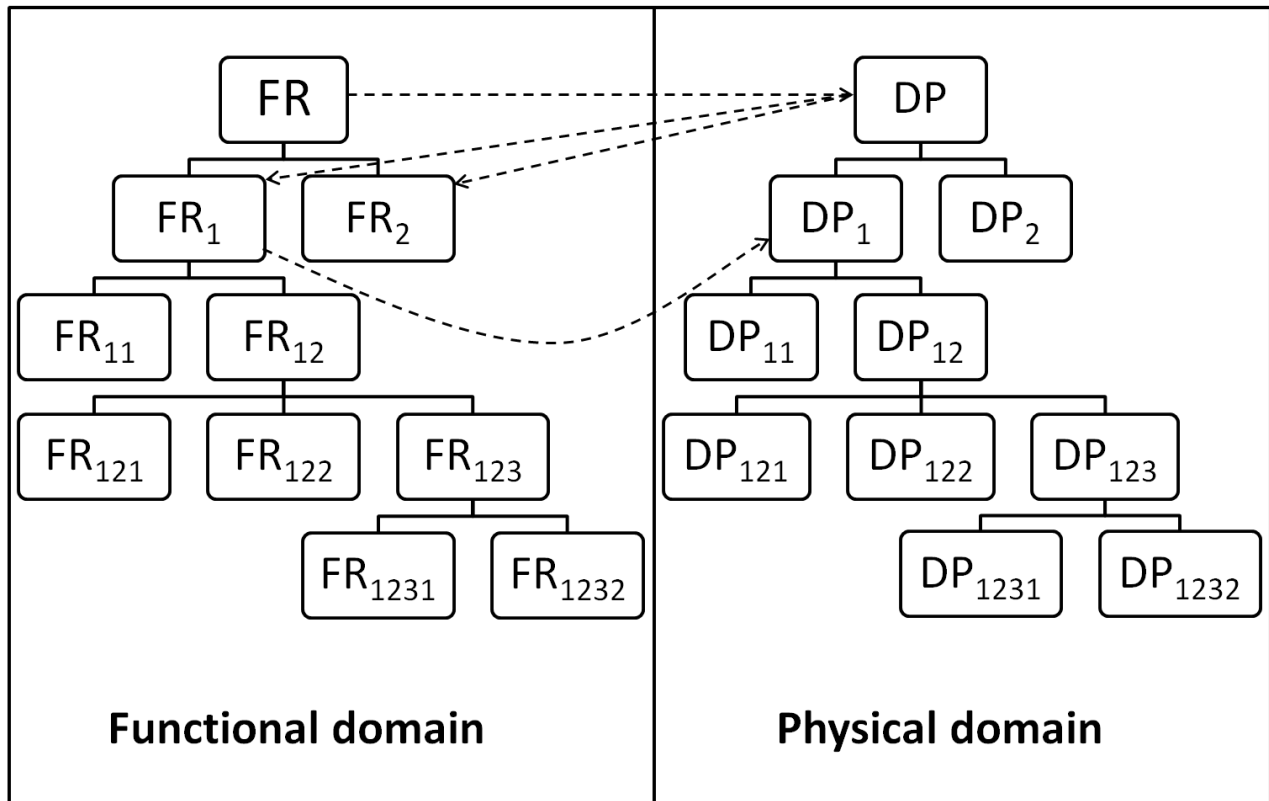 FR
DP
FR₁
FR₂
DP₁
DP₂
FR₁₁
FR₁₂
DP₁₁
DP₁₂
FR₁₂₁
FR₁₂₂
FR₁₂₃
DP₁₂₁
DP₁₂₂
DP₁₂₃
FR₁₂₃₁
FR₁₂₃₂
DP₁₂₃₁
DP₁₂₃₂
Functional domain
Physical domain